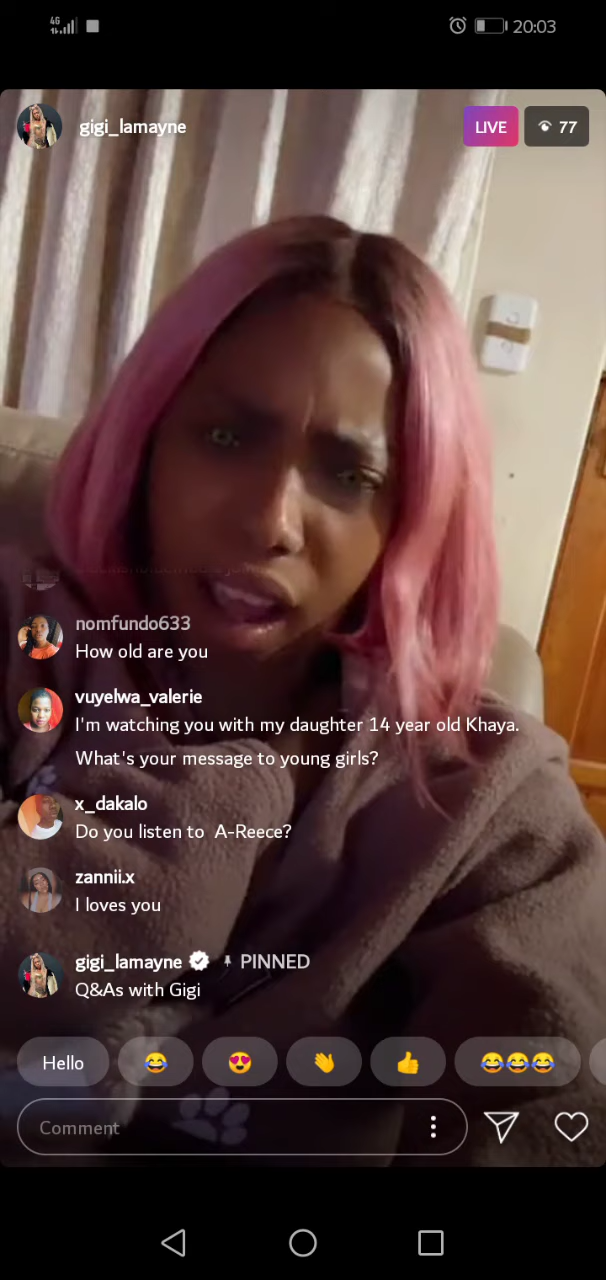 4G
20:03
gigi_lamayne
LIVE
77
nomfundo633
How old are you
vuyelwa_valerie
I'm watching you with my daughter 14 year old Khaya.
What's your message to young girls?
x_dakalo
Do you listen to A-Reece?
zannii.x
I loves you
gigi_lamayne PINNED
Q&As with Gigi
Hello
Comment